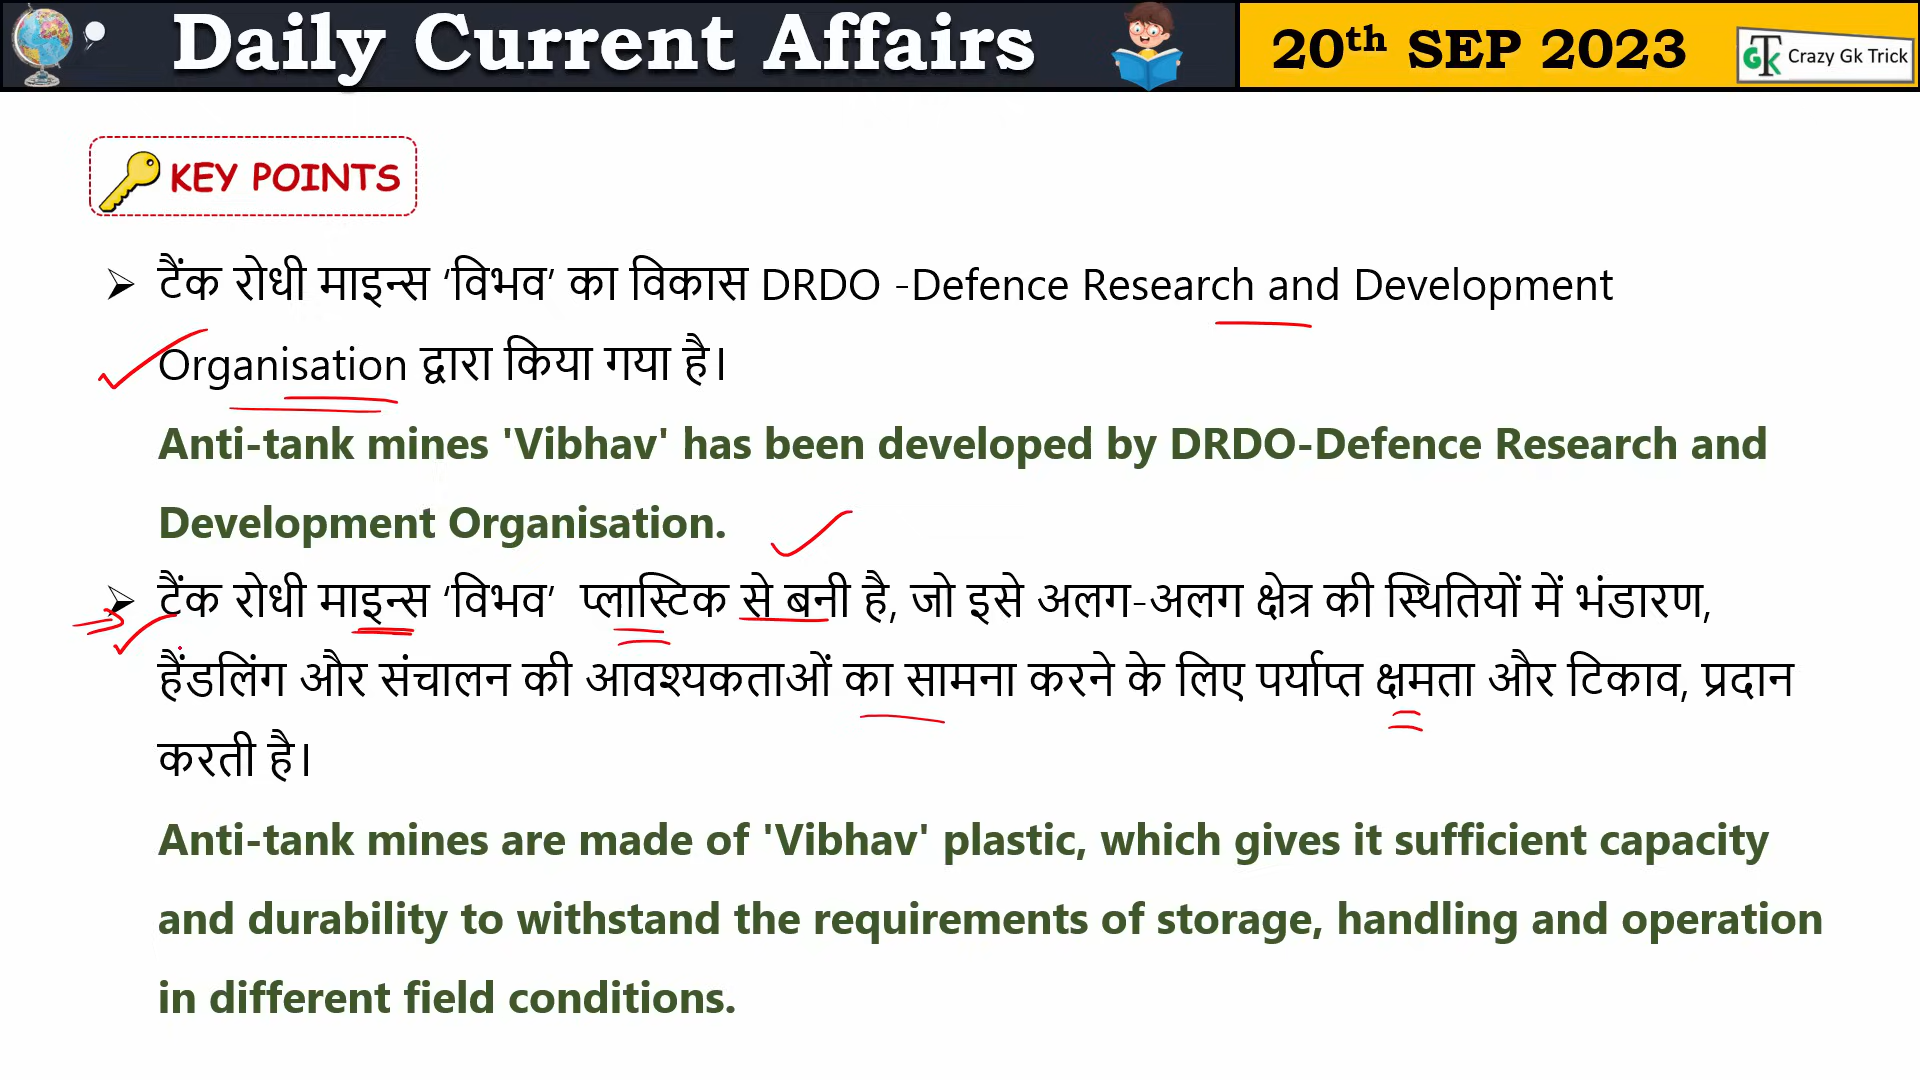 Daily Current Affairs
20th SEP 2023
GTK Crazy Gk Trick
KEY POINTS
➢ टैंक रोधी माइन्स ‘विभव’ का विकास DRDO -Defence Research and Development
Organisation द्वारा किया गया है।
Anti-tank mines 'Vibhav' has been developed by DRDO-Defence Research and
Development Organisation.
➢ टैंक रोधी माइन्स ‘विभव’ प्लास्टिक से बनी है, जो इसे अलग-अलग क्षेत्र की स्थितियों में भंडारण,
हैंडलिंग और संचालन की आवश्यकताओं का सामना करने के लिए पर्याप्त क्षमता और टिकाव, प्रदान
करती है।
Anti-tank mines are made of 'Vibhav' plastic, which gives it sufficient capacity
and durability to withstand the requirements of storage, handling and operation
in different field conditions.